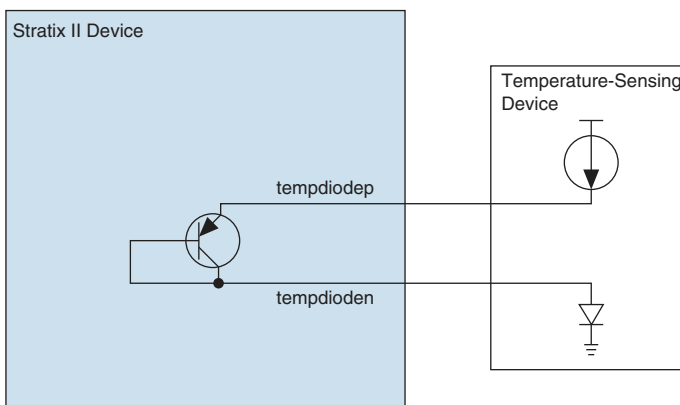 Stratix II Device
Temperature-Sensing
Device
tempdiodep
tempdioden